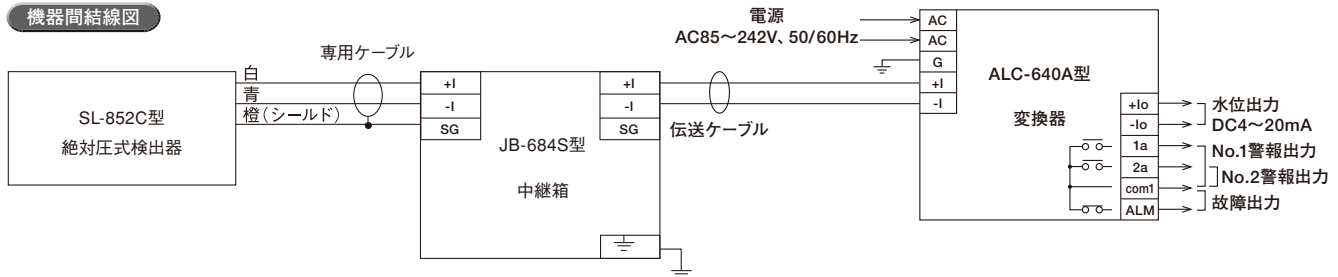 機器間結線図
SL-852C型
絶対圧式検出器
白
青
橙（シールド）
専用ケーブル
+I
-I
SG
JB-684S型
中継箱
+I
-I
SG
伝送ケーブル
電源
AC85～242V、50/60Hz
AC
AC
G
+I
-I
ALC-640A型
変換器
+Io
-Io
1a
2a
com1
ALM
水位出力
DC4～20mA
No.1警報出力
No.2警報出力
故障出力